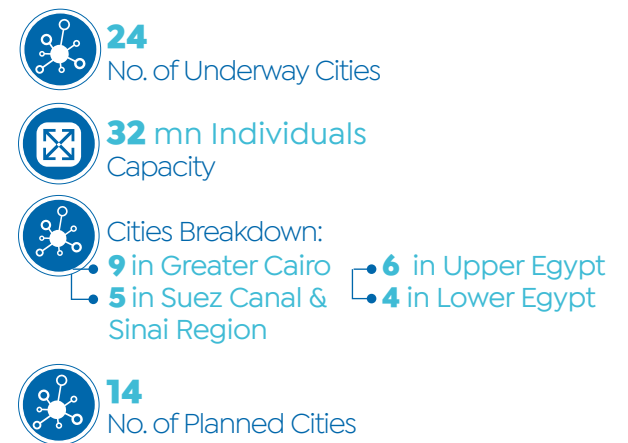 24
No. of Underway Cities
32 mn Individuals
Capacity
Cities Breakdown:
9 in Greater Cairo
5 in Suez Canal &
Sinai Region
6 in Upper Egypt
4 in Lower Egypt
14
No. of Planned Cities